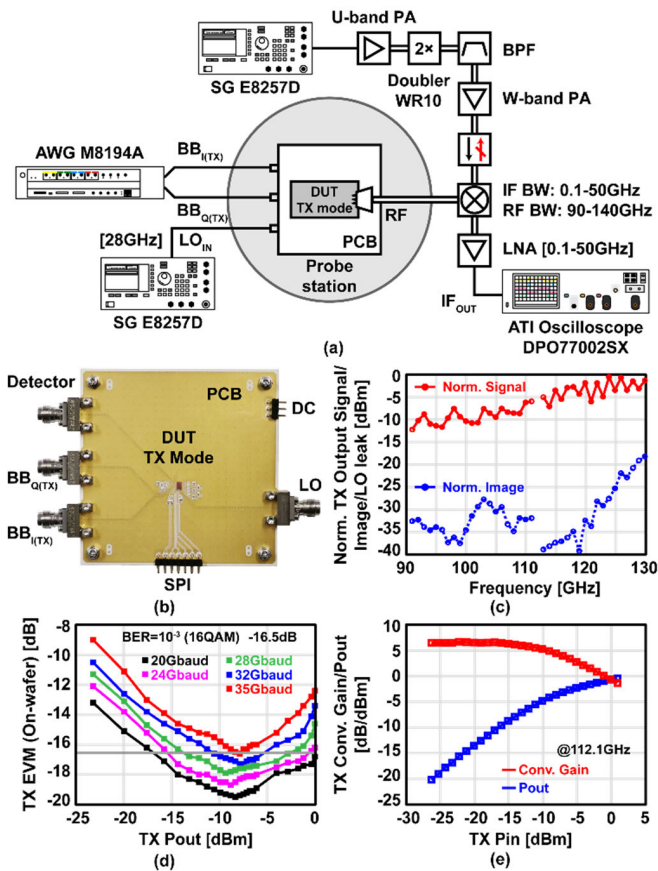 U-band PA
2×
BPF
SG E8257D
Doubler
WR10
W-band PA
AWG M8194A
BB_I(TX)
BB_Q(TX)
DUT
TX mode
RF
PCB
IF BW: 0.1-50GHz
RF BW: 90-140GHz
[28GHz]
LO_IN
Probe
station
LNA [0.1-50GHz]
SG E8257D
IF_OUT
ATI Oscilloscope
DPO77002SX
(a)
Detector
PCB
DC
DUT
TX Mode
BB_Q(TX)
LO
BB_I(TX)
SPI
(b)
Norm. TX Output Signal/
Image/LO leak [dBm]
0
-5
-10
-15
-20
-25
-30
-35
-40
Norm. Signal
Norm. Image
90 100 110 120 130
Frequency [GHz]
(c)
TX EVM (On-wafer) [dB]
-8
-10
-12
-14
-16
-18
-20
BER=10⁻³ (16QAM) -16.5dB
20Gbaud 28Gbaud
24Gbaud 32Gbaud
35Gbaud
-25 -20 -15 -10 -5 0
TX Pout [dBm]
(d)
TX Conv. Gain/Pout
[dB/dBm]
10
5
0
-5
-10
-15
-20
-25
@112.1GHz
Conv. Gain
Pout
-30 -25 -20 -15 -10 -5 0 5
TX Pin [dBm]
(e)